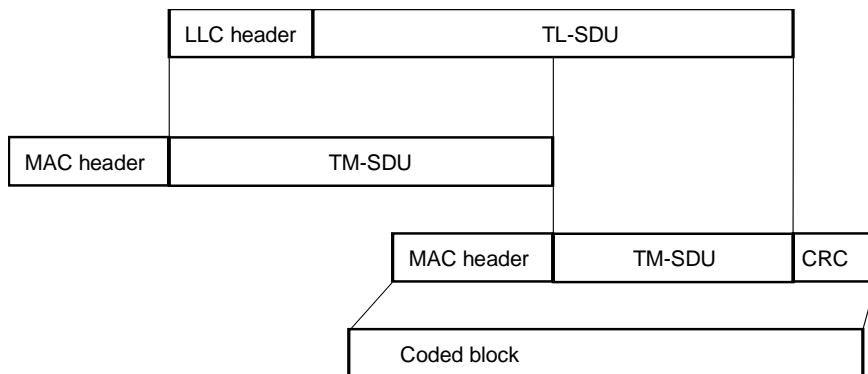 LLC header TL-SDU
MAC header TM-SDU
MAC header TM-SDU CRC
Coded block